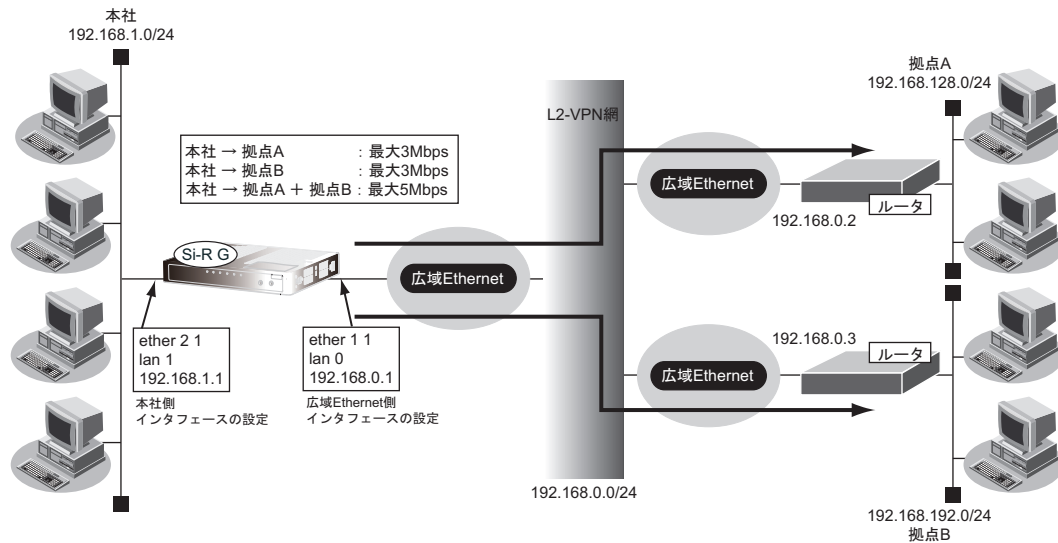 本社
192.168.1.0/24
拠点A
192.168.128.0/24
L2-VPN網
本社 → 拠点A : 最大3Mbps
本社 → 拠点B : 最大3Mbps
本社 → 拠点A + 拠点B : 最大5Mbps
広域Ethernet
ルータ
192.168.0.2
Si-R G
広域Ethernet
ether 2 1
lan 1
192.168.1.1
本社側
インタフェースの設定
ether 1 1
lan 0
192.168.0.1
広域Ethernet側
インタフェースの設定
192.168.0.3
ルータ
広域Ethernet
192.168.0.0/24
192.168.192.0/24
拠点B